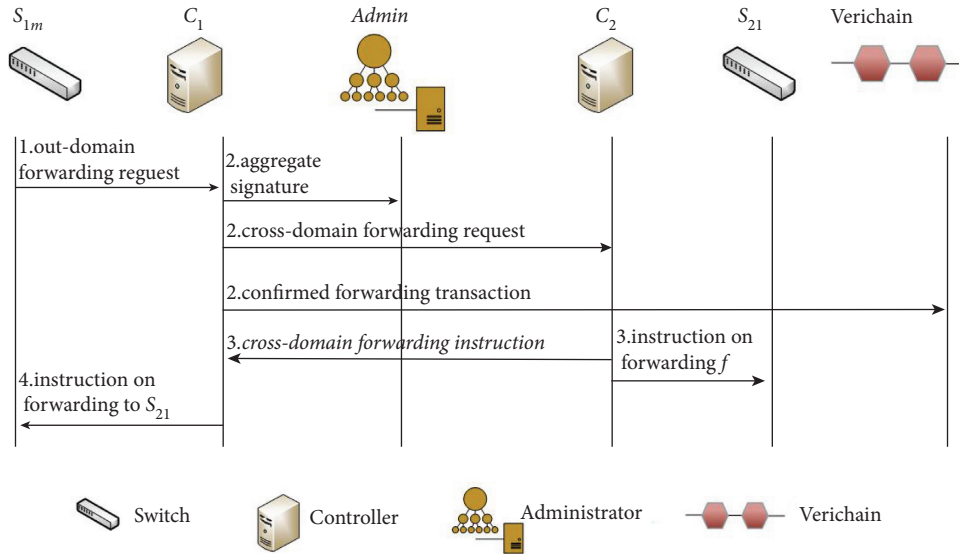 S1m
C1
Admin
C2
S21
Verichain
1.out-domain
forwarding reguest
2.aggregate
signature
2.cross-domain forwarding request
2.confirmed forwarding transaction
3.cross-domain forwarding instruction
3.instruction on
forwarding f
4.instruction on
forwarding to S21
Switch
Controller
Administrator
Verichain